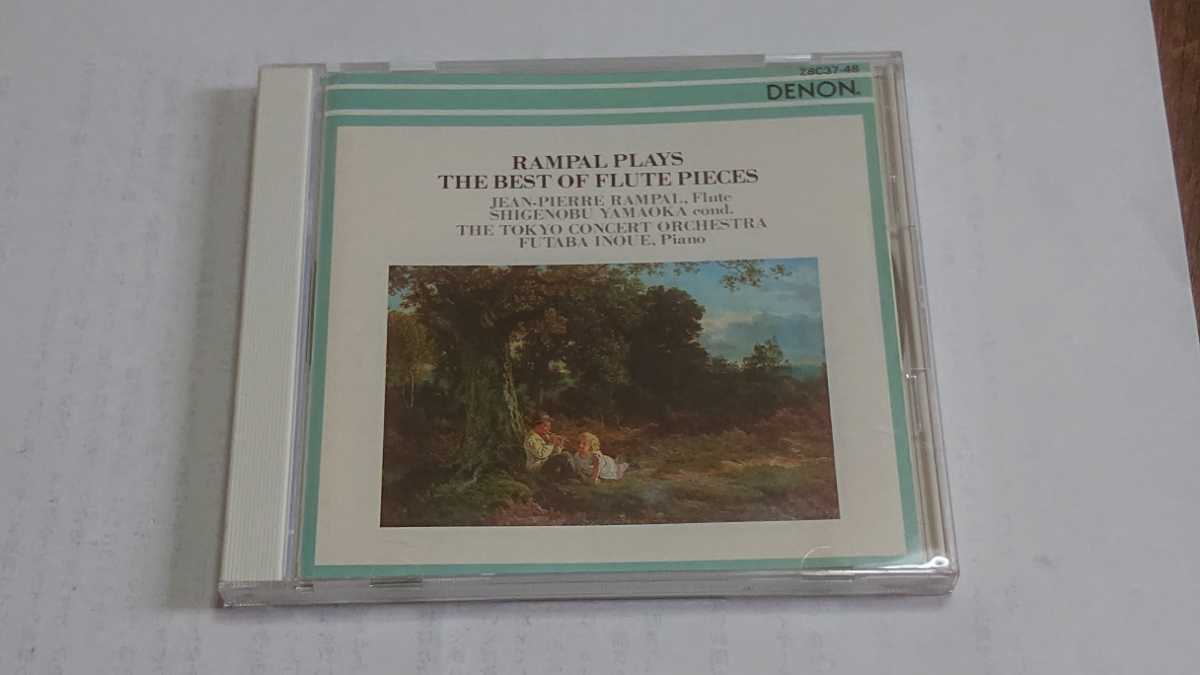 28C37-48
DENON.
RAMPAL PLAYS
THE BEST OF FLUTE PIECES
JEAN-PIERRE RAMPAL, Flute
SHIGENOBU YAMAOKA cond.
THE TOKYO CONCERT ORCHESTRA
FUTABA INOUE, Piano